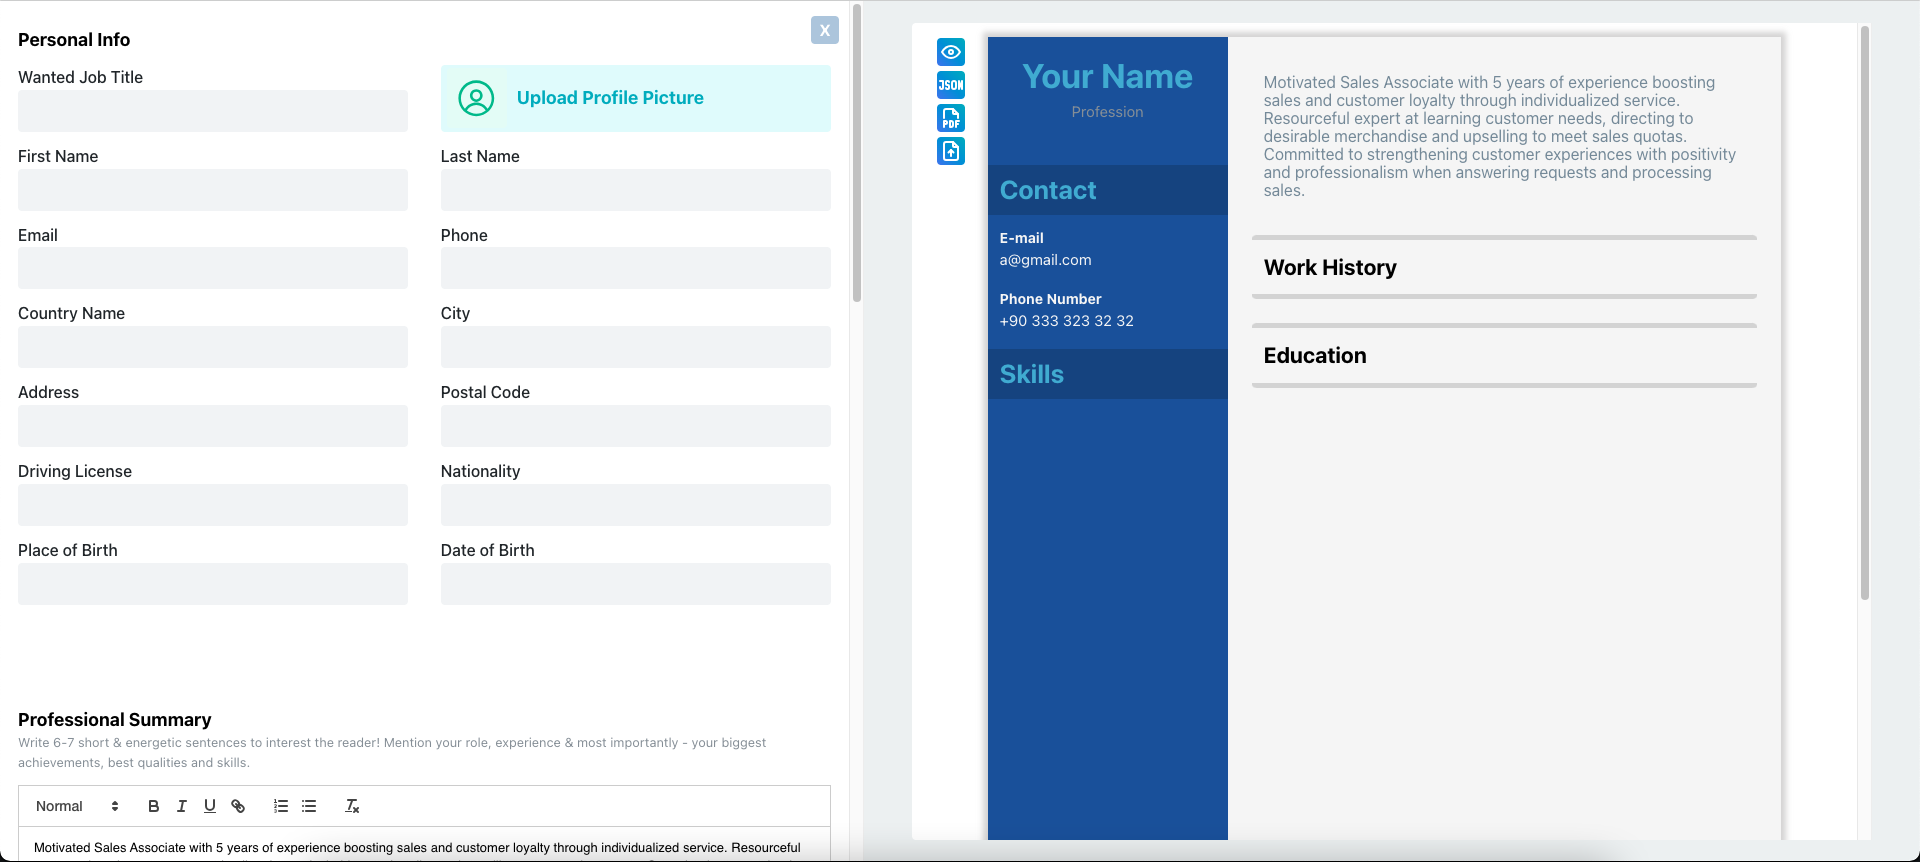 Personal Info
X
Wanted Job Title
Upload Profile Picture
First Name
Last Name
Email
Phone
Country Name
City
Address
Postal Code
Driving License
Nationality
Place of Birth
Date of Birth
Professional Summary
Write 6-7 short & energetic sentences to interest the reader! Mention your role, experience & most importantly - your biggest
achievements, best qualities and skills.
Normal
B I U
Motivated Sales Associate with 5 years of experience boosting sales and customer loyalty through individualized service. Resourceful
JSON
PDF
Your Name
Profession
Contact
E-mail
a@gmail.com
Phone Number
+90 333 323 32 32
Skills
Motivated Sales Associate with 5 years of experience boosting
sales and customer loyalty through individualized service.
Resourceful expert at learning customer needs, directing to
desirable merchandise and upselling to meet sales quotas.
Committed to strengthening customer experiences with positivity
and professionalism when answering requests and processing
sales.
Work History
Education